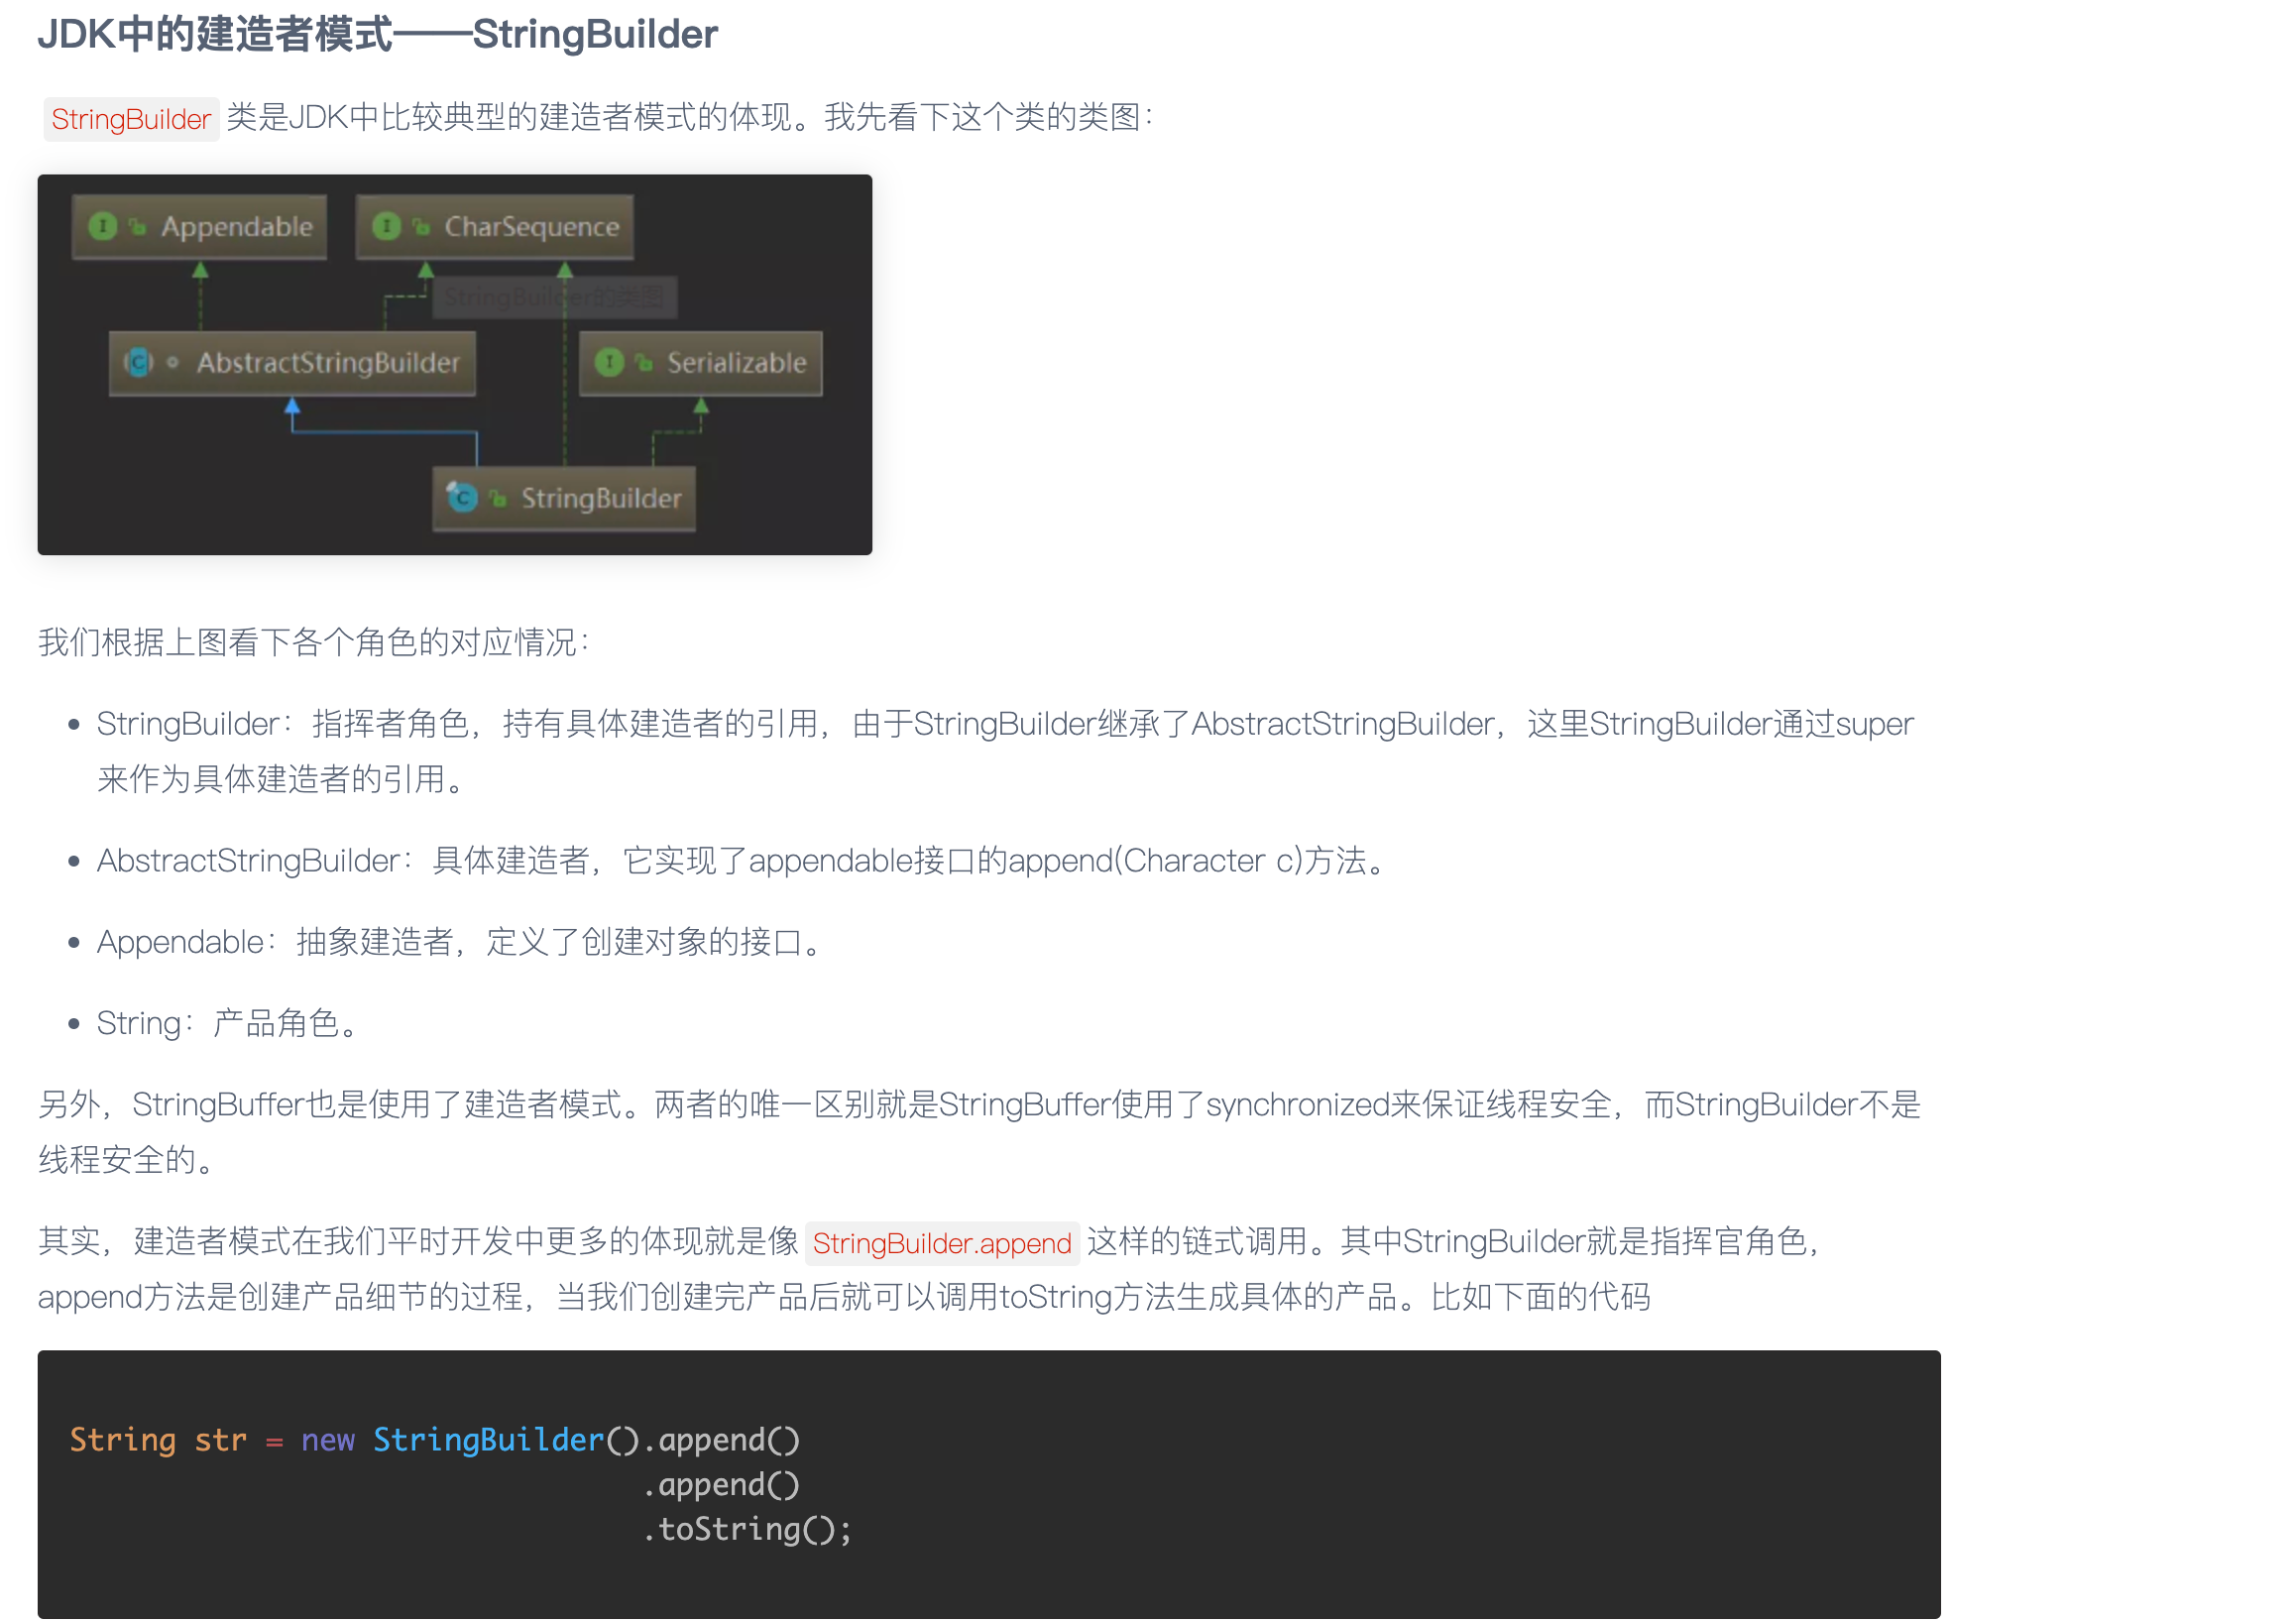 JDK中的建造者模式——StringBuilder
StringBuilder 类是JDK中比较典型的建造者模式的体现。我先看下这个类的类图：
Appendable
CharSequence
StringBuilder的类图
AbstractStringBuilder
Serializable
StringBuilder
我们根据上图看下各个角色的对应情况：
StringBuilder：指挥者角色，持有具体建造者的引用，由于StringBuilder继承了AbstractStringBuilder，这里StringBuilder通过super
来作为具体建造者的引用。
AbstractStringBuilder：具体建造者，它实现了appendable接口的append(Character c)方法。
Appendable：抽象建造者，定义了创建对象的接口。
String：产品角色。
另外，StringBuffer也是使用了建造者模式。两者的唯一区别就是StringBuffer使用了synchronized来保证线程安全，而StringBuilder不是
线程安全的。
其实，建造者模式在我们平时开发中更多的体现就是像 StringBuilder.append 这样的链式调用。其中StringBuilder就是指挥官角色，
append方法是创建产品细节的过程，当我们创建完产品后就可以调用toString方法生成具体的产品。比如下面的代码
String str = new StringBuilder().append()
.append()
.toString();